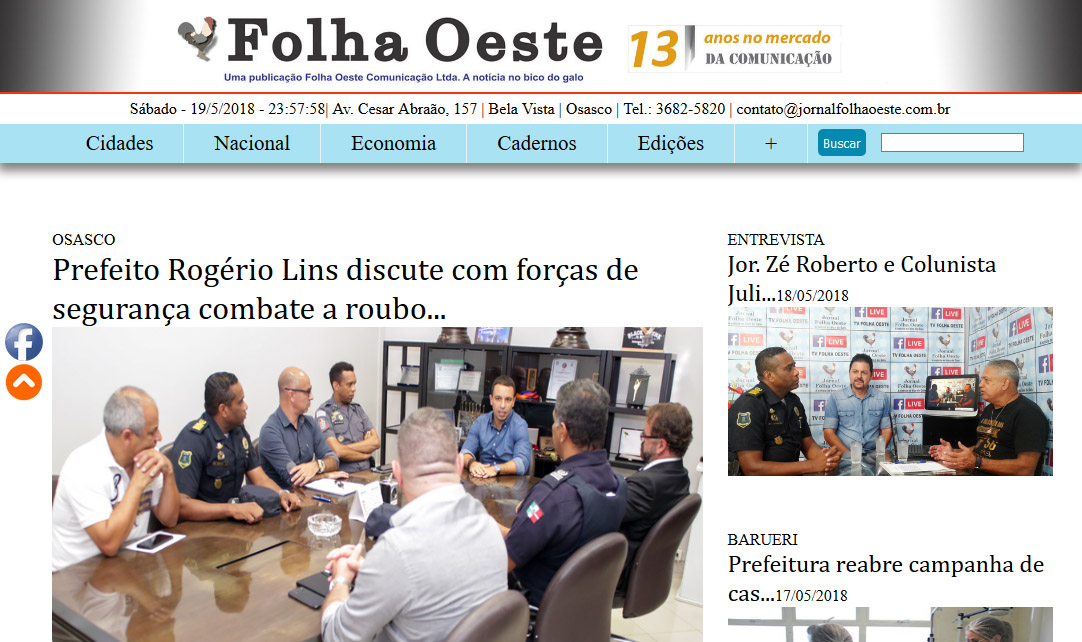 Folha Oeste
Uma publicação Folha Oeste Comunicação Ltda. A notícia no bico do galo
13 anos no mercado
DA COMUNICAÇÃO
Sábado - 19/5/2018 - 23:57:58| Av. Cesar Abraão, 157 | Bela Vista | Osasco | Tel.: 3682-5820 | contato@jornalfolhaoeste.com.br
Cidades Nacional Economia Cadernos Edições + Buscar
OSASCO
Prefeito Rogério Lins discute com forças de
segurança combate a roubo...
ENTREVISTA
Jor. Zé Roberto e Colunista
Juli...18/05/2018
LIVE
TV FOLHA OESTE
Jornal
Folha Oeste
BARUERI
Prefeitura reabre campanha de
cas...17/05/2018